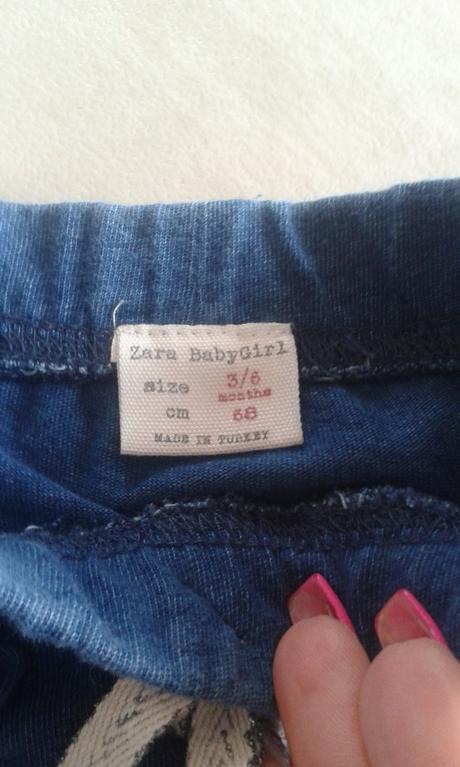 Zara BabyGirl
size 3/6 months
cm 68
MADE IN TURKEY